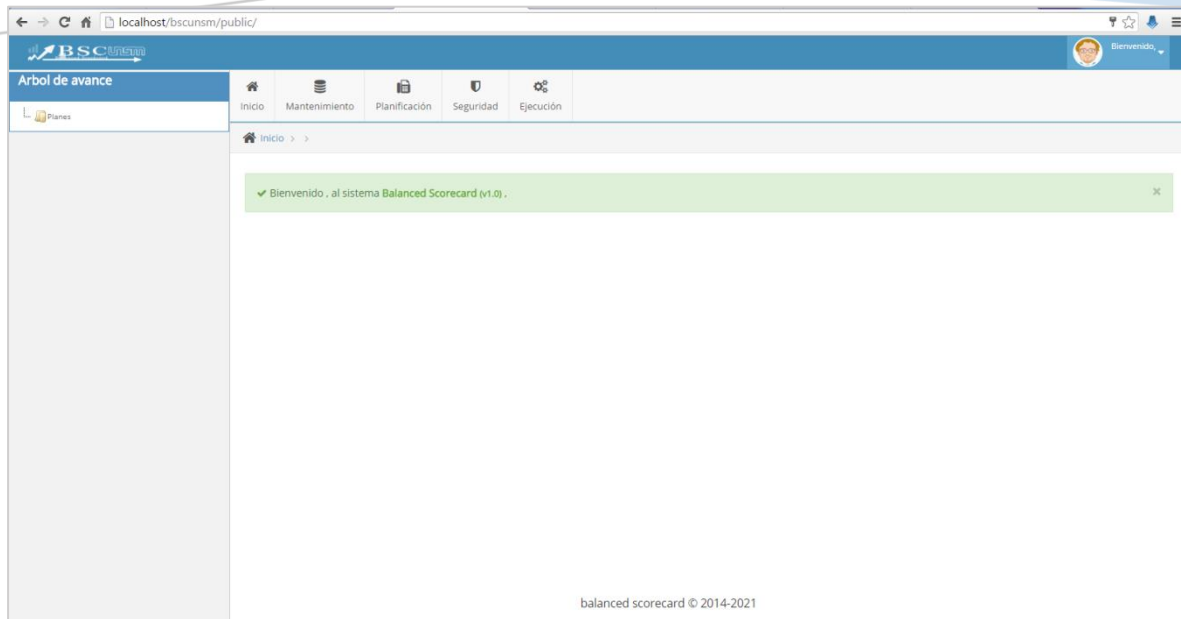 localhost/bscunsm/public/
BSCunsm
Bienvenido,
Arbol de avance
Planes
Inicio Mantenimiento Planificación Seguridad Ejecución
Inicio > >
✔ Bienvenido , al sistema Balanced Scorecard (v1.0) . ×
balanced scorecard © 2014-2021